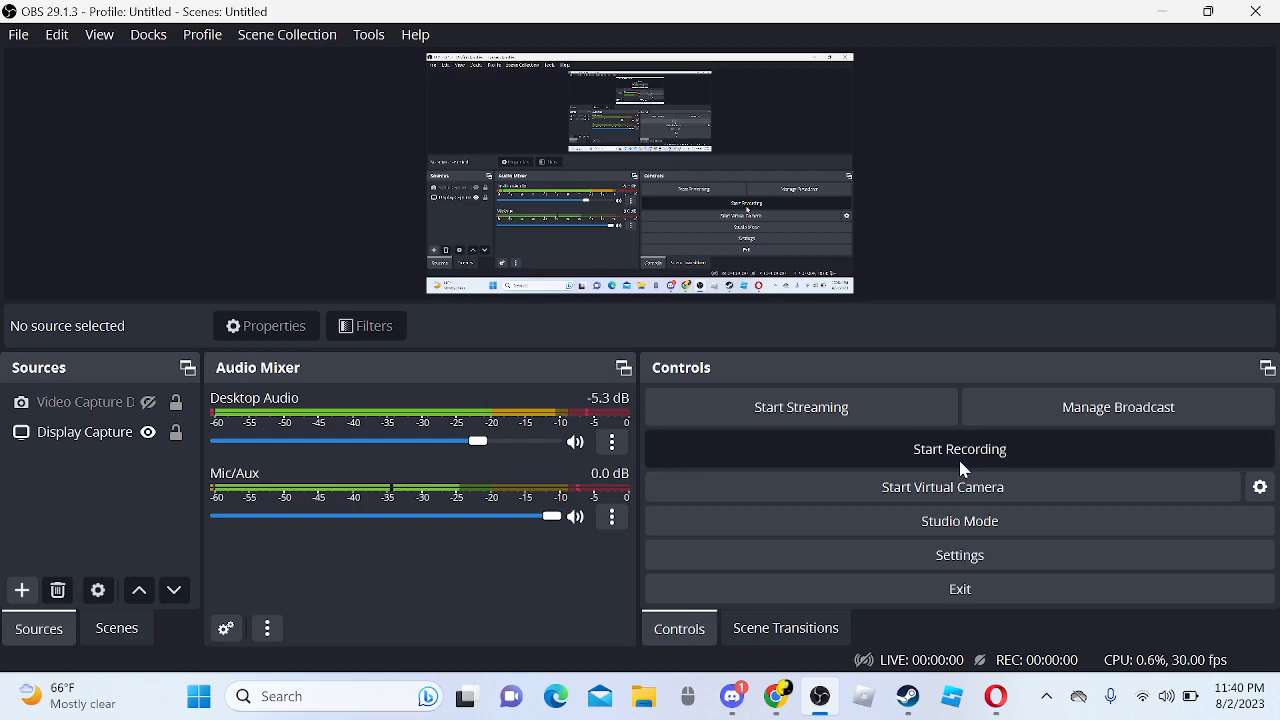 OBS 29.1.3 - Profile: Untitled - Scenes: Untitled
File Edit View Docks Profile Scene Collection Tools Help
No source selected Properties Filters
Sources Audio Mixer Controls
Video Capture D
Display Capture
Desktop Audio -5.3 dB
-60 -55 -50 -45 -40 -35 -30 -25 -20 -15 -10 -5 0
Mic/Aux 0.0 dB
-60 -55 -50 -45 -40 -35 -30 -25 -20 -15 -10 -5 0
Start Streaming Manage Broadcast
Start Recording
Start Virtual Camera
Studio Mode
Settings
Exit
Sources Scenes Controls Scene Transitions
LIVE: 00:00:00 REC: 00:00:00 CPU: 0.6%, 30.00 fps
66°F
Mostly clear
Search
1
11:40 PM
8/2/2023